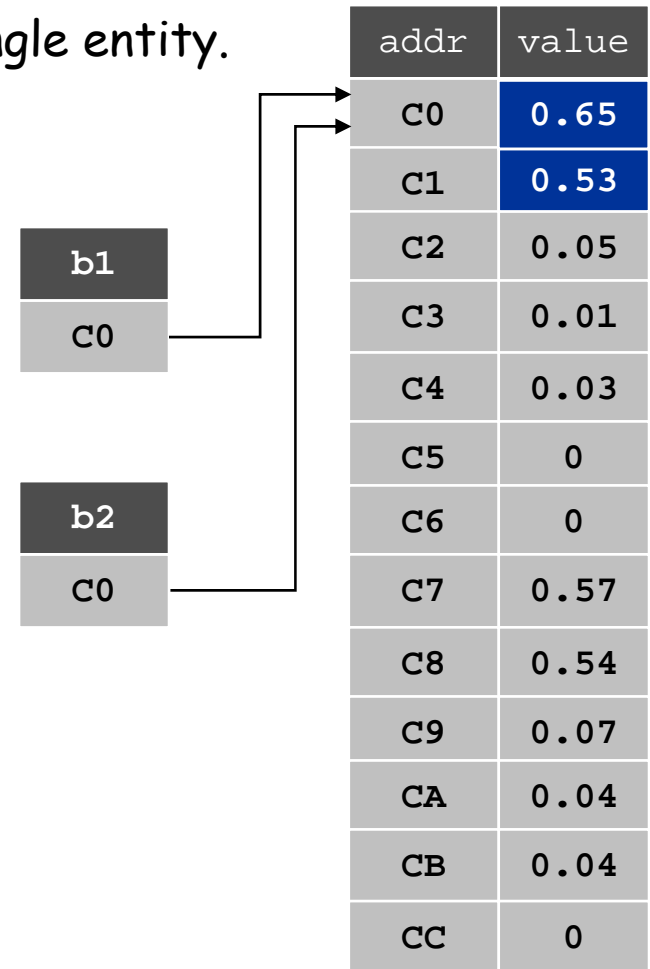 entity.
addr value
C0 0.65
C1 0.53
C2 0.05
C3 0.01
C4 0.03
C5 0
C6 0
C7 0.57
C8 0.54
C9 0.07
CA 0.04
CB 0.04
CC 0
b1
C0
b2
C0